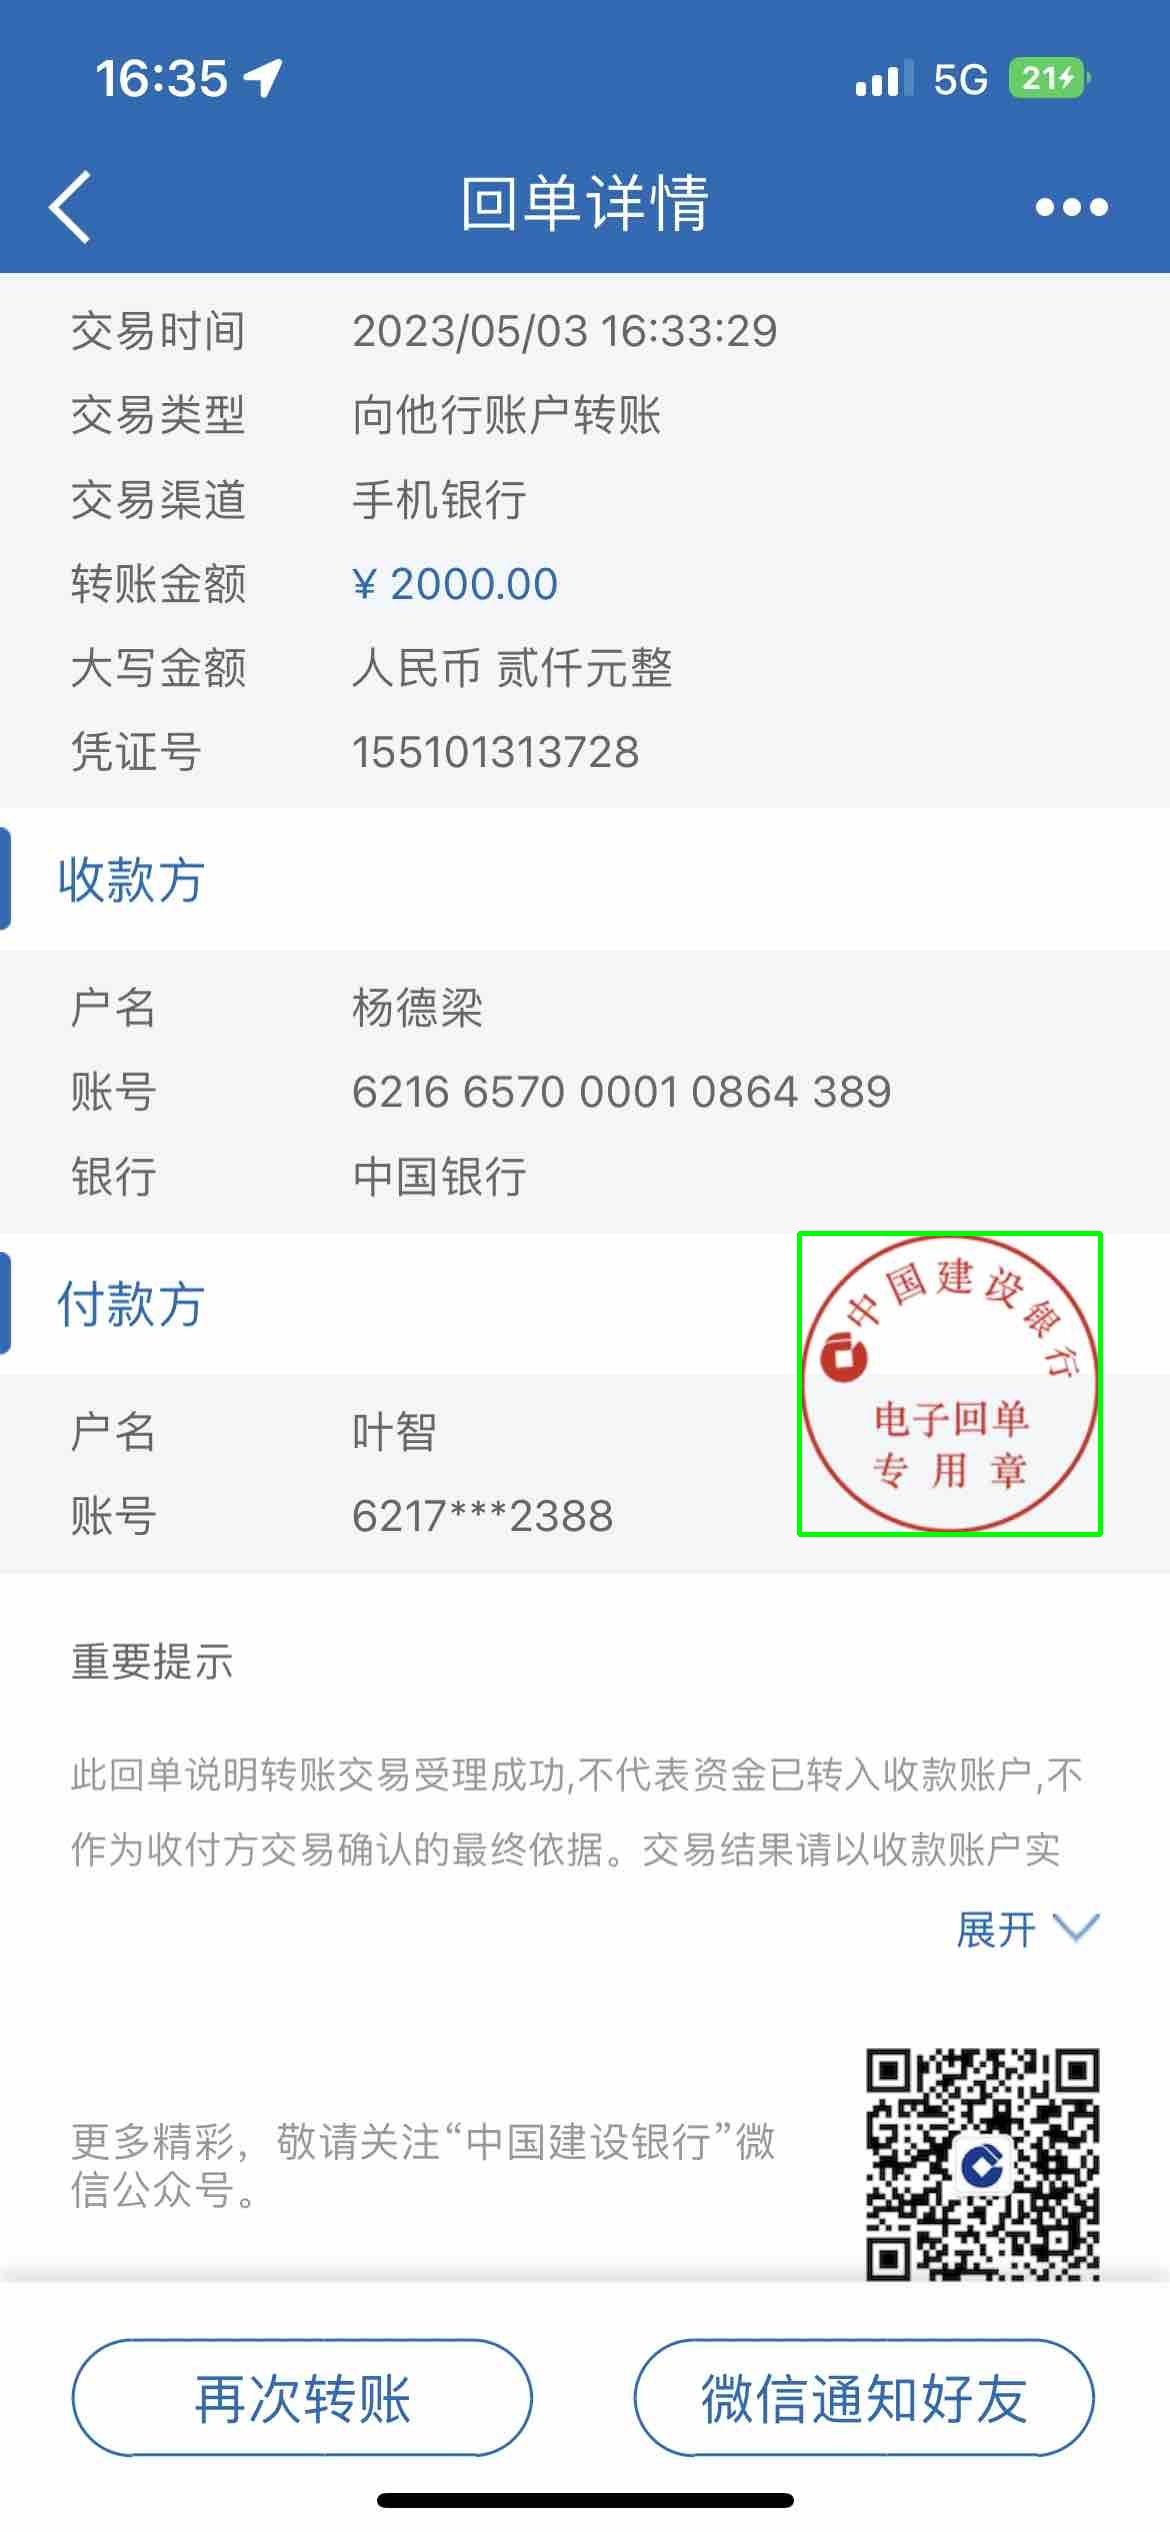 16:35 5G 21
回单详情
交易时间 2023/05/03 16:33:29
交易类型 向他行账户转账
交易渠道 手机银行
转账金额 ¥ 2000.00
大写金额 人民币 贰仟元整
凭证号 155101313728
收款方
户名 杨德梁
账号 6216 6570 0001 0864 389
银行 中国银行
付款方
中国建设银行
电子回单
专用章
户名 叶智
账号 6217***2388
重要提示
此回单说明转账交易受理成功,不代表资金已转入收款账户,不
作为收付方交易确认的最终依据。交易结果请以收款账户实
展开
更多精彩，敬请关注“中国建设银行”微
信公众号。
再次转账 微信通知好友